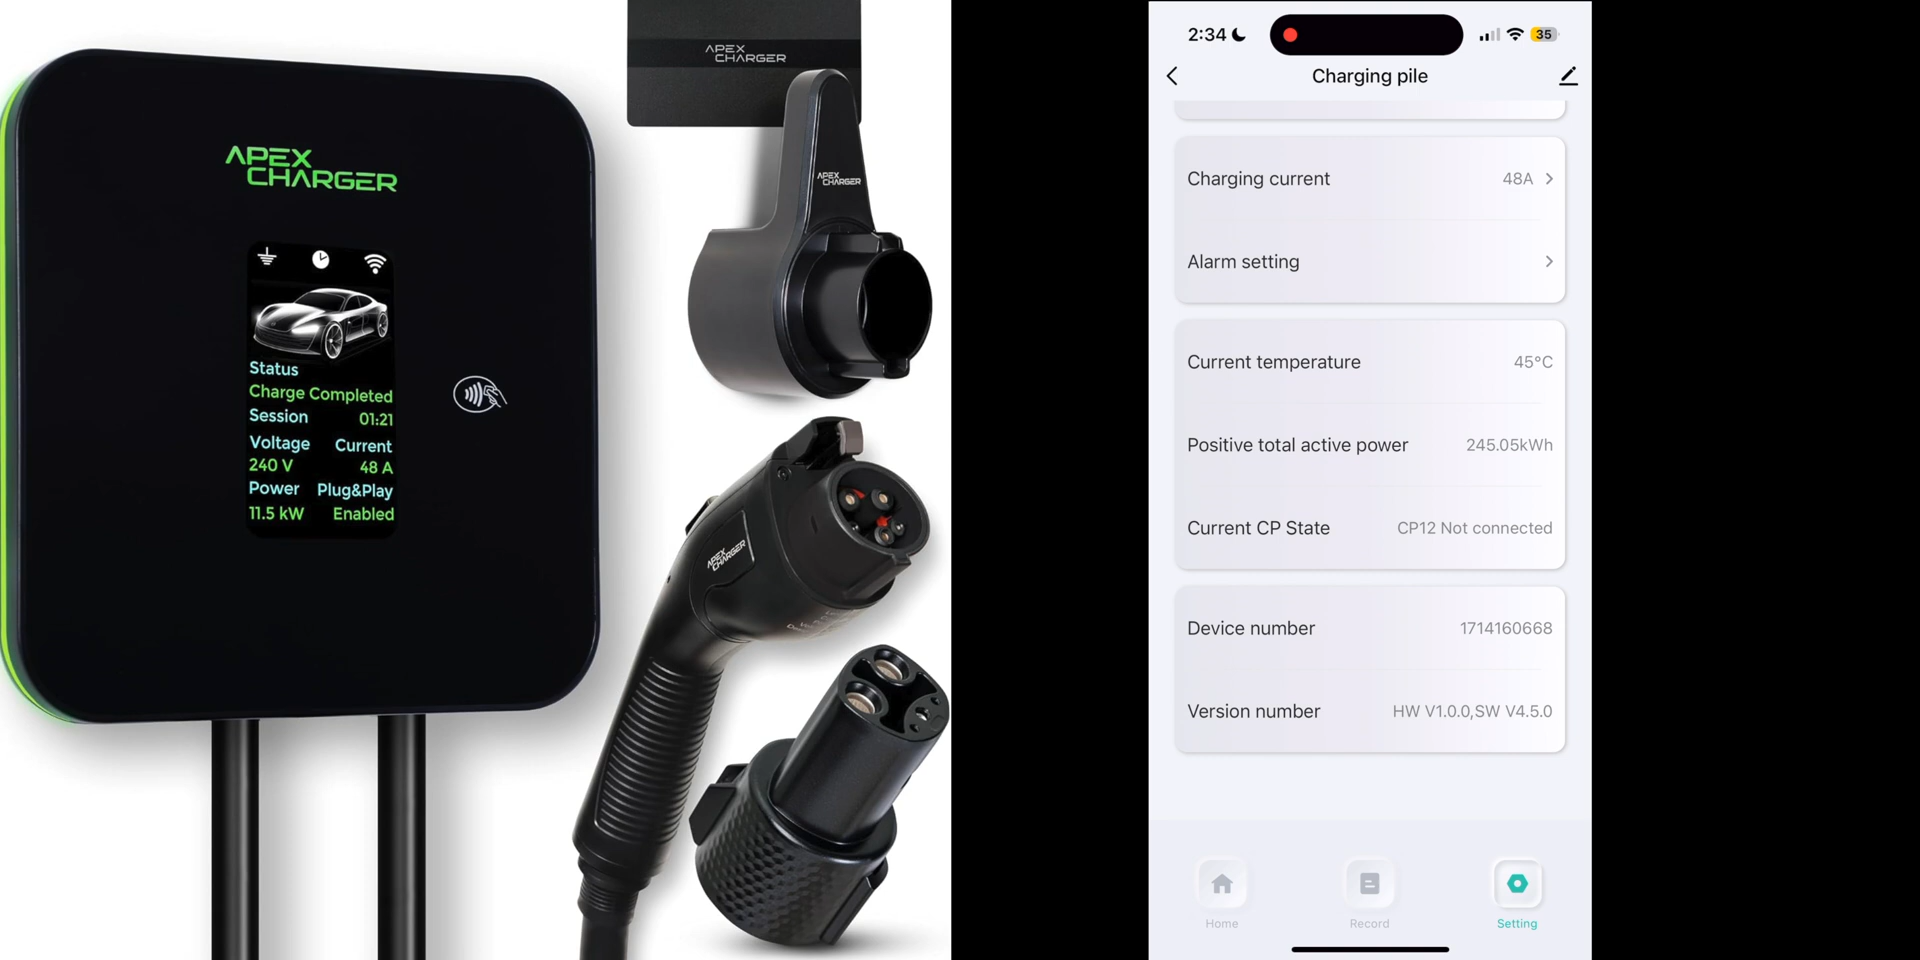 APEX
CHARGER
Status
Charge Completed
Session 01:21
Voltage Current
240 V 48 A
Power Plug&Play
11.5 kW Enabled
APEX
CHARGER
APEX
CHARGER
APEX
CHARGER
2:34
35
Charging pile
Charging current 48A
Alarm setting
Current temperature 45°C
Positive total active power 245.05kWh
Current CP State CP12 Not connected
Device number 1714160668
Version number HW V1.0.0,SW V4.5.0
Home Record Setting